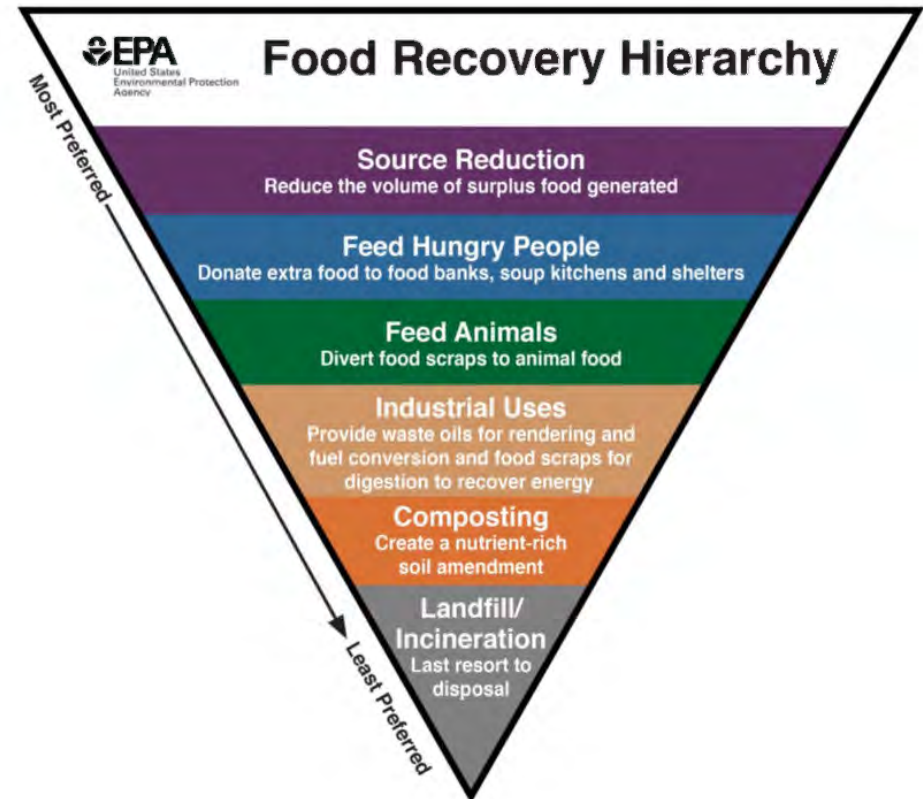 EPA
United States
Environmental Protection
Agency
Food Recovery Hierarchy
Most Preferred
Source Reduction
Reduce the volume of surplus food generated
Feed Hungry People
Donate extra food to food banks, soup kitchens and shelters
Feed Animals
Divert food scraps to animal food
Industrial Uses
Provide waste oils for rendering and
fuel conversion and food scraps for
digestion to recover energy
Composting
Create a nutrient-rich
soil amendment
Landfill/
Incineration
Last resort to
disposal
Least Preferred